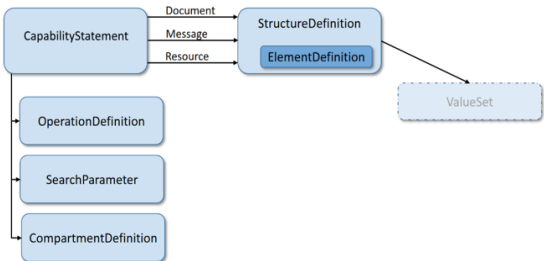 Document
CapabilityStatement
Message
Resource
StructureDefinition
ElementDefinition
ValueSet
OperationDefinition
SearchParameter
CompartmentDefinition